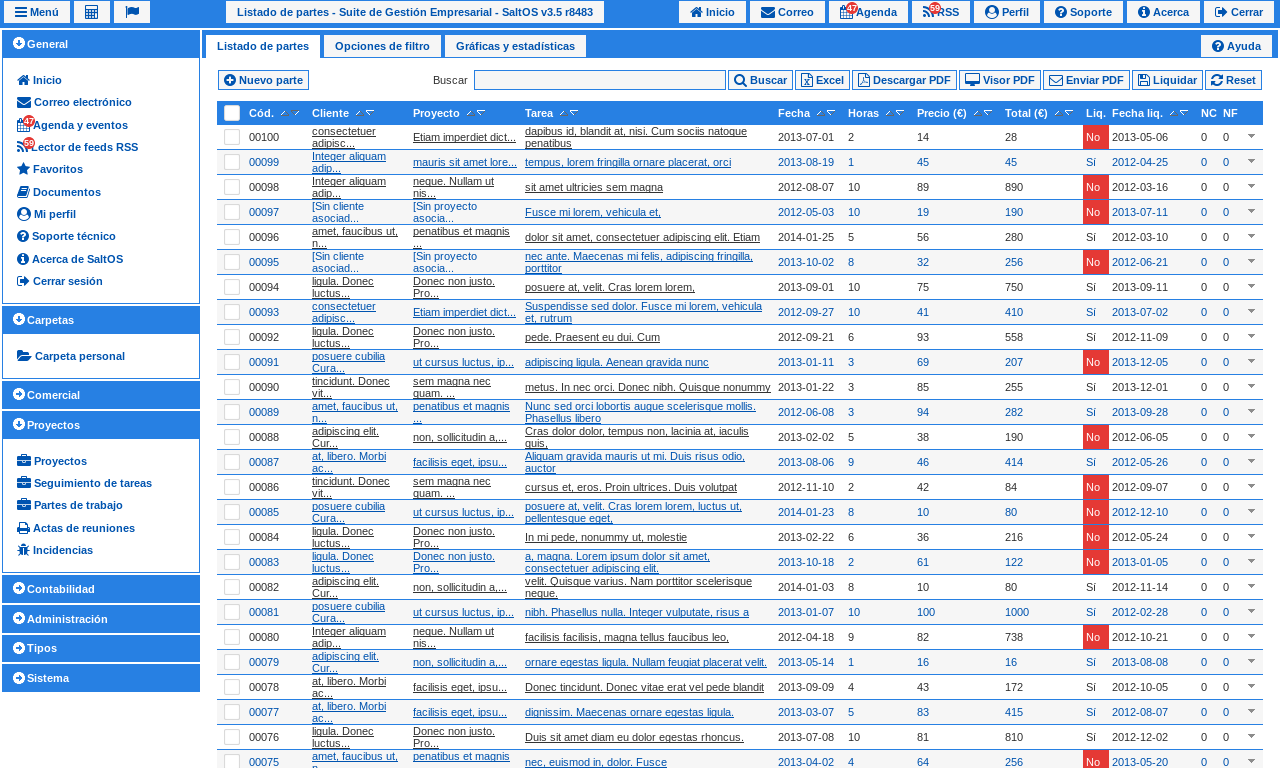 Menú
Listado de partes - Suite de Gestión Empresarial - SaltOS v3.5 r8483
Inicio
Correo
47
Agenda
59
RSS
Perfil
Soporte
Acerca
Cerrar
General
Inicio
Correo electrónico
47
Agenda y eventos
59
Lector de feeds RSS
Favoritos
Documentos
Mi perfil
Soporte técnico
Acerca de SaltOS
Cerrar sesión
Carpetas
Carpeta personal
Comercial
Proyectos
Proyectos
Seguimiento de tareas
Partes de trabajo
Actas de reuniones
Incidencias
Contabilidad
Administración
Tipos
Sistema
Listado de partes Opciones de filtro Gráficas y estadísticas Ayuda
Nuevo parte Buscar Buscar Excel Descargar PDF Visor PDF Enviar PDF Liquidar Reset
Cód. Cliente Proyecto Tarea Fecha Horas Precio (€) Total (€) Liq. Fecha liq. NC NF
00100 consectetuer adipisc... Etiam imperdiet dict... dapibus id, blandit at, nisi. Cum sociis natoque penatibus 2013-07-01 2 14 28 No 2013-05-06 0 0
00099 Integer aliquam adip... mauris sit amet lore... tempus, lorem fringilla ornare placerat, orci 2013-08-19 1 45 45 Sí 2012-04-25 0 0
00098 Integer aliquam adip... neque. Nullam ut nis... sit amet ultricies sem magna 2012-08-07 10 89 890 No 2012-03-16 0 0
00097 [Sin cliente asociad... [Sin proyecto asocia... Fusce mi lorem, vehicula et, 2012-05-03 10 19 190 No 2013-07-11 0 0
00096 amet, faucibus ut, n... penatibus et magnis ... dolor sit amet, consectetuer adipiscing elit. Etiam 2014-01-25 5 56 280 Sí 2012-03-10 0 0
00095 [Sin cliente asociad... [Sin proyecto asocia... nec ante. Maecenas mi felis, adipiscing fringilla, porttitor 2013-10-02 8 32 256 No 2012-06-21 0 0
00094 ligula. Donec luctus... Donec non justo. Pro... posuere at, velit. Cras lorem lorem, 2013-09-01 10 75 750 Sí 2013-09-11 0 0
00093 consectetuer adipisc... Etiam imperdiet dict... Suspendisse sed dolor. Fusce mi lorem, vehicula et, rutrum 2012-09-27 10 41 410 Sí 2013-07-02 0 0
00092 ligula. Donec luctus... Donec non justo. Pro... pede. Praesent eu dui. Cum 2012-09-21 6 93 558 Sí 2012-11-09 0 0
00091 posuere cubilia Cura... ut cursus luctus, ip... adipiscing ligula. Aenean gravida nunc 2013-01-11 3 69 207 No 2013-12-05 0 0
00090 tincidunt. Donec vit... sem magna nec quam. ... metus. In nec orci. Donec nibh. Quisque nonummy 2013-01-22 3 85 255 Sí 2013-12-01 0 0
00089 amet, faucibus ut, n... penatibus et magnis ... Nunc sed orci lobortis augue scelerisque mollis. Phasellus libero 2012-06-08 3 94 282 Sí 2013-09-28 0 0
00088 adipiscing elit. Cur... non, sollicitudin a,... Cras dolor dolor, tempus non, lacinia at, iaculis quis, 2013-02-02 5 38 190 No 2012-06-05 0 0
00087 at, libero. Morbi ac... facilisis eget, ipsu... Aliquam gravida mauris ut mi. Duis risus odio, auctor 2013-08-06 9 46 414 Sí 2012-05-26 0 0
00086 tincidunt. Donec vit... sem magna nec quam. ... cursus et, eros. Proin ultrices. Duis volutpat 2012-11-10 2 42 84 No 2012-09-07 0 0
00085 posuere cubilia Cura... ut cursus luctus, ip... posuere at, velit. Cras lorem lorem, luctus ut, pellentesque eget, 2014-01-23 8 10 80 No 2012-12-10 0 0
00084 ligula. Donec luctus... Donec non justo. Pro... In mi pede, nonummy ut, molestie 2013-02-22 6 36 216 No 2012-05-24 0 0
00083 ligula. Donec luctus... Donec non justo. Pro... a, magna. Lorem ipsum dolor sit amet, consectetuer adipiscing elit. 2013-10-18 2 61 122 No 2013-01-05 0 0
00082 adipiscing elit. Cur... non, sollicitudin a,... velit. Quisque varius. Nam porttitor scelerisque neque. 2014-01-03 8 10 80 Sí 2012-11-14 0 0
00081 posuere cubilia Cura... ut cursus luctus, ip... nibh. Phasellus nulla. Integer vulputate, risus a 2013-01-07 10 100 1000 Sí 2012-02-28 0 0
00080 Integer aliquam adip... neque. Nullam ut nis... facilisis facilisis, magna tellus faucibus leo, 2012-04-18 9 82 738 No 2012-10-21 0 0
00079 adipiscing elit. Cur... non, sollicitudin a,... ornare egestas ligula. Nullam feugiat placerat velit. 2013-05-14 1 16 16 Sí 2013-08-08 0 0
00078 at, libero. Morbi ac... facilisis eget, ipsu... Donec tincidunt. Donec vitae erat vel pede blandit 2013-09-09 4 43 172 Sí 2012-10-05 0 0
00077 at, libero. Morbi ac... facilisis eget, ipsu... dignissim. Maecenas ornare egestas ligula. 2013-03-07 5 83 415 Sí 2012-08-07 0 0
00076 ligula. Donec luctus... Donec non justo. Pro... Duis sit amet diam eu dolor egestas rhoncus. 2013-07-08 10 81 810 Sí 2012-12-02 0 0
00075 amet, faucibus ut, penatibus et magnis nec, euismod in, dolor. Fusce 2013-04-02 4 64 256 No 2013-05-20 0 0